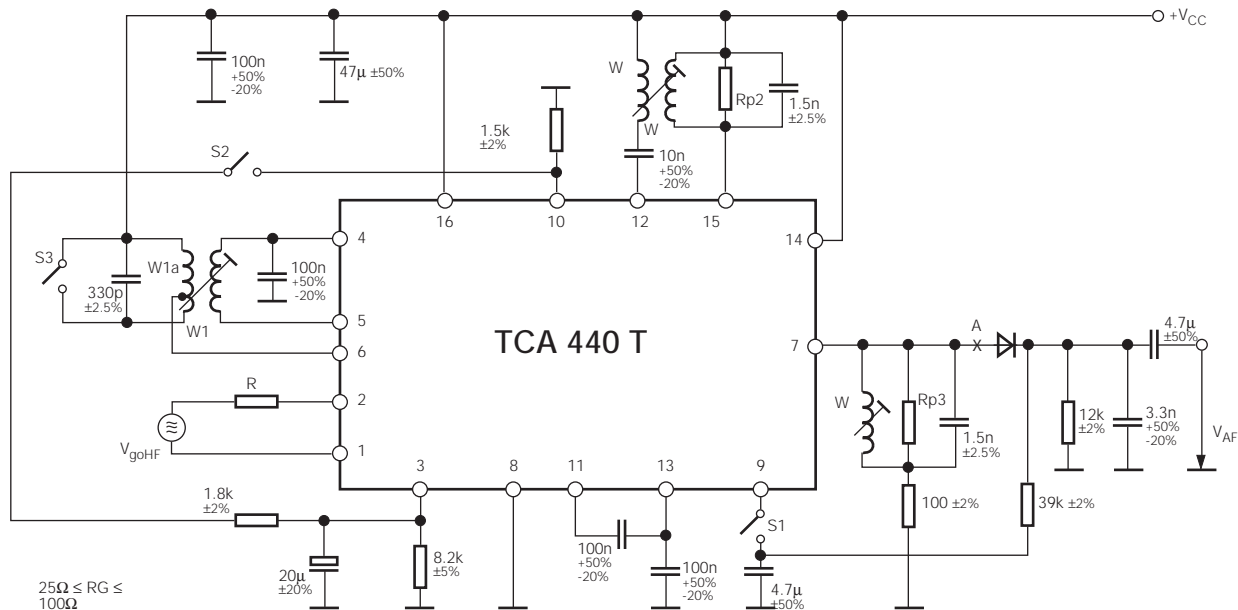 +V_CC
100n
+50%
-20%
47µ ±50%
W
W
Rp2
1.5n
±2.5%
1.5k
±2%
10n
+50%
-20%
S2
16
10
12
15
14
S3
330p
±2.5%
W1a
W1
100n
+50%
-20%
4
5
6
TCA 440 T
7
A
X
4.7µ
±50%
R
2
V_goHF
1
W
Rp3
1.5n
±2.5%
12k
±2%
3.3n
+50%
-20%
V_AF
3
8
11
13
9
1.8k
±2%
S1
100 ±2%
39k ±2%
20µ
±20%
8.2k
±5%
100n
+50%
-20%
100n
+50%
-20%
4.7µ
±50%
25Ω ≤ RG ≤
100Ω